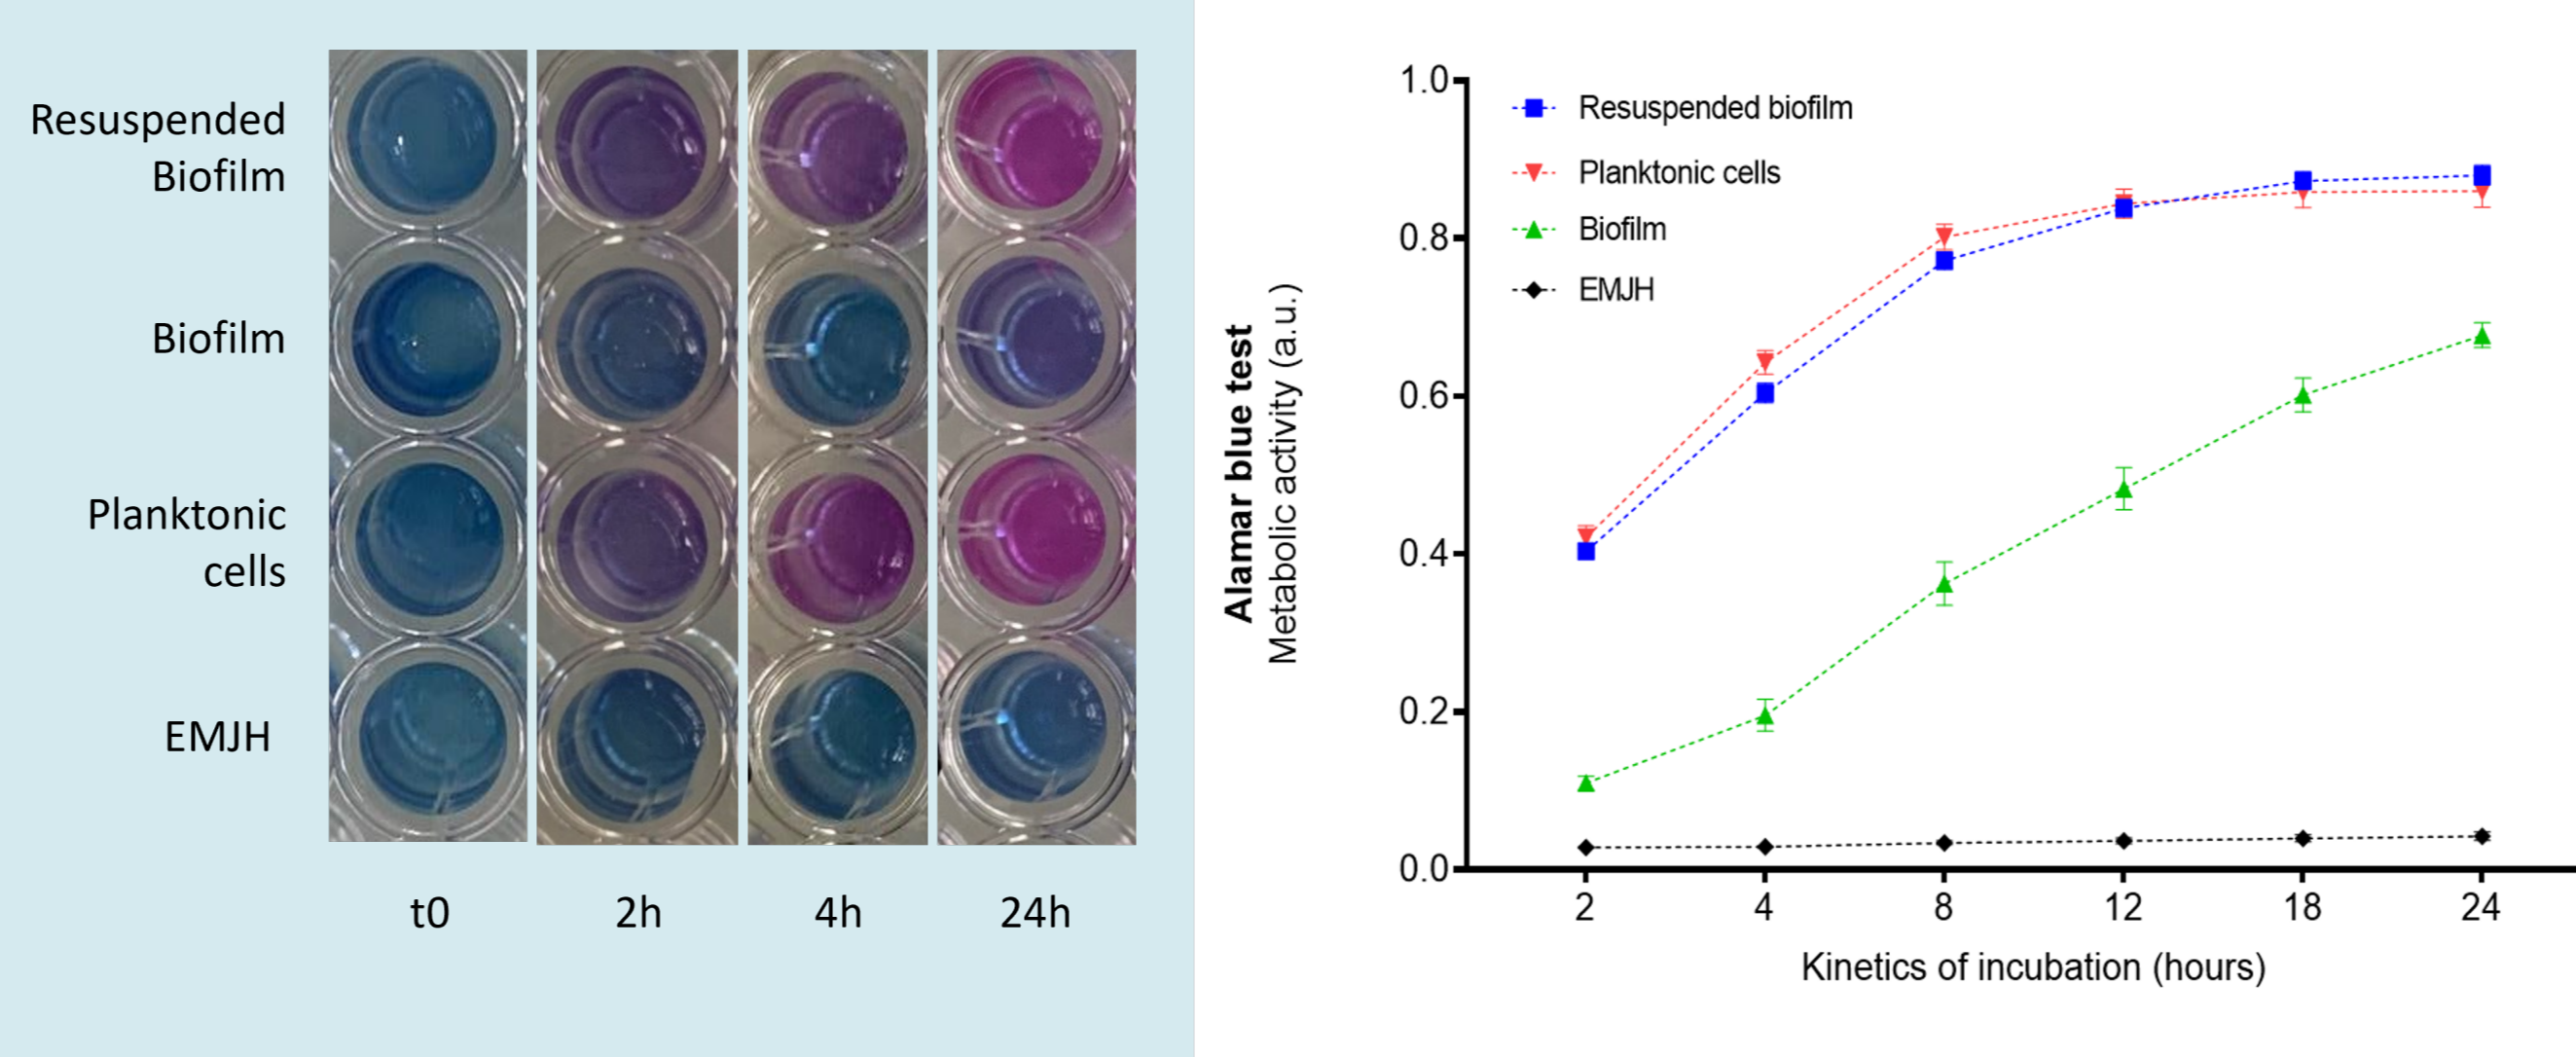 Resuspended
Biofilm
Biofilm
Planktonic
cells
EMJH
t0
2h
4h
24h
Alamar blue test
Metabolic activity (a.u.)
1.0
0.8
0.6
0.4
0.2
0.0
Resuspended biofilm
Planktonic cells
Biofilm
EMJH
2
4
8
12
18
24
Kinetics of incubation (hours)